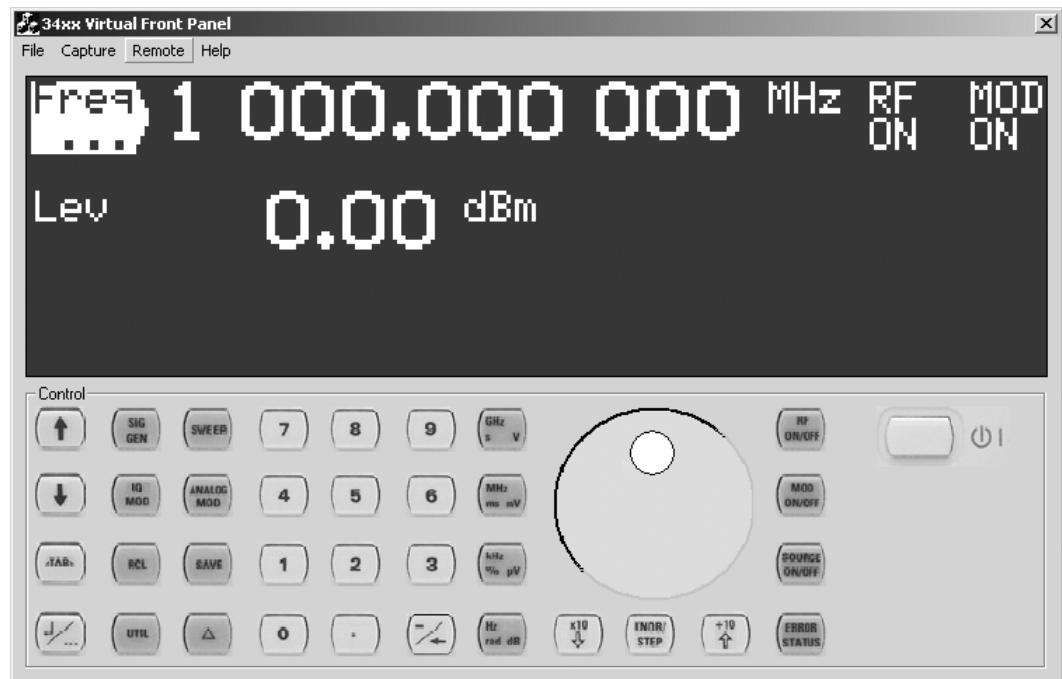 34xx Virtual Front Panel
File Capture Remote Help
Freq 1 000.000 000 MHz RF MOD
... ON ON
Lev 0.00 dBm
Control
SIG GEN
SWEEP
7
8
9
GHz
s V
RF
ON/OFF
I
IQ
MOD
ANALOG
MOD
4
5
6
MHz
ms mV
MOD
ON/OFF
TAB
RCL
SAVE
1
2
3
kHz
% µV
SOURCE
ON/OFF
...
UTIL
0
.
Hz
rad dB
x10
KNOB/
STEP
÷10
ERROR
STATUS